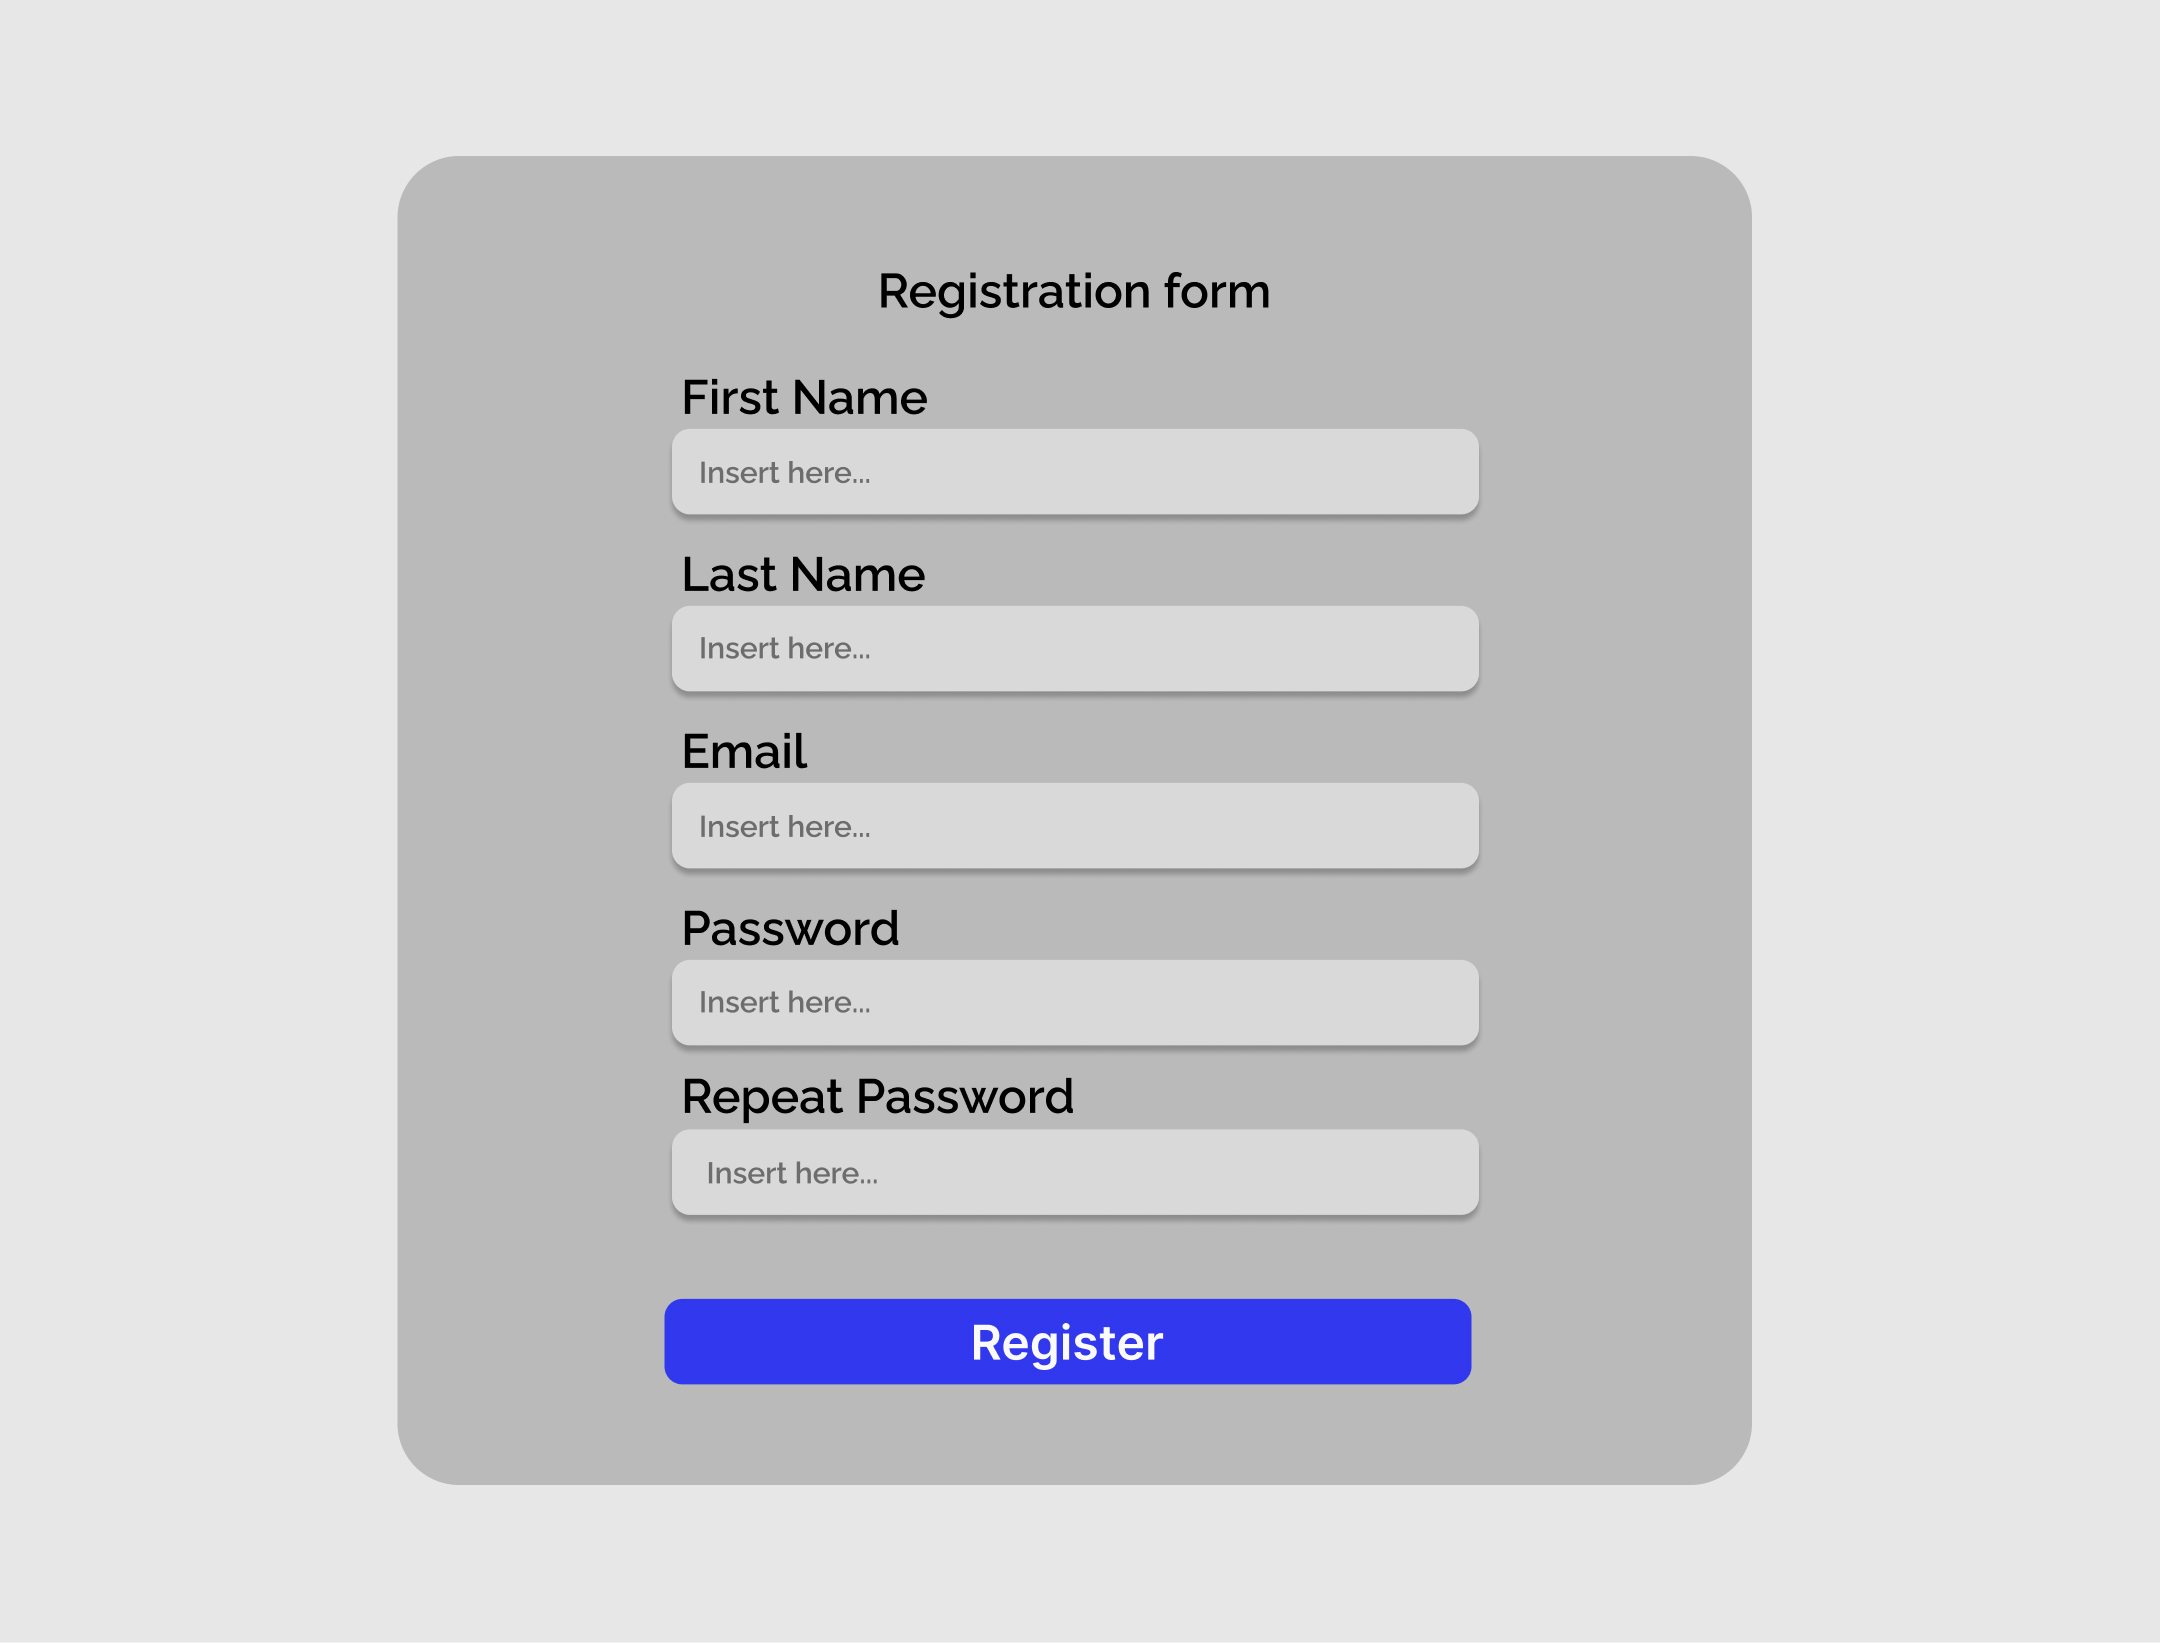 Registration form
First Name
Insert here...
Last Name
Insert here...
Email
Insert here...
Password
Insert here...
Repeat Password
Insert here...
Register